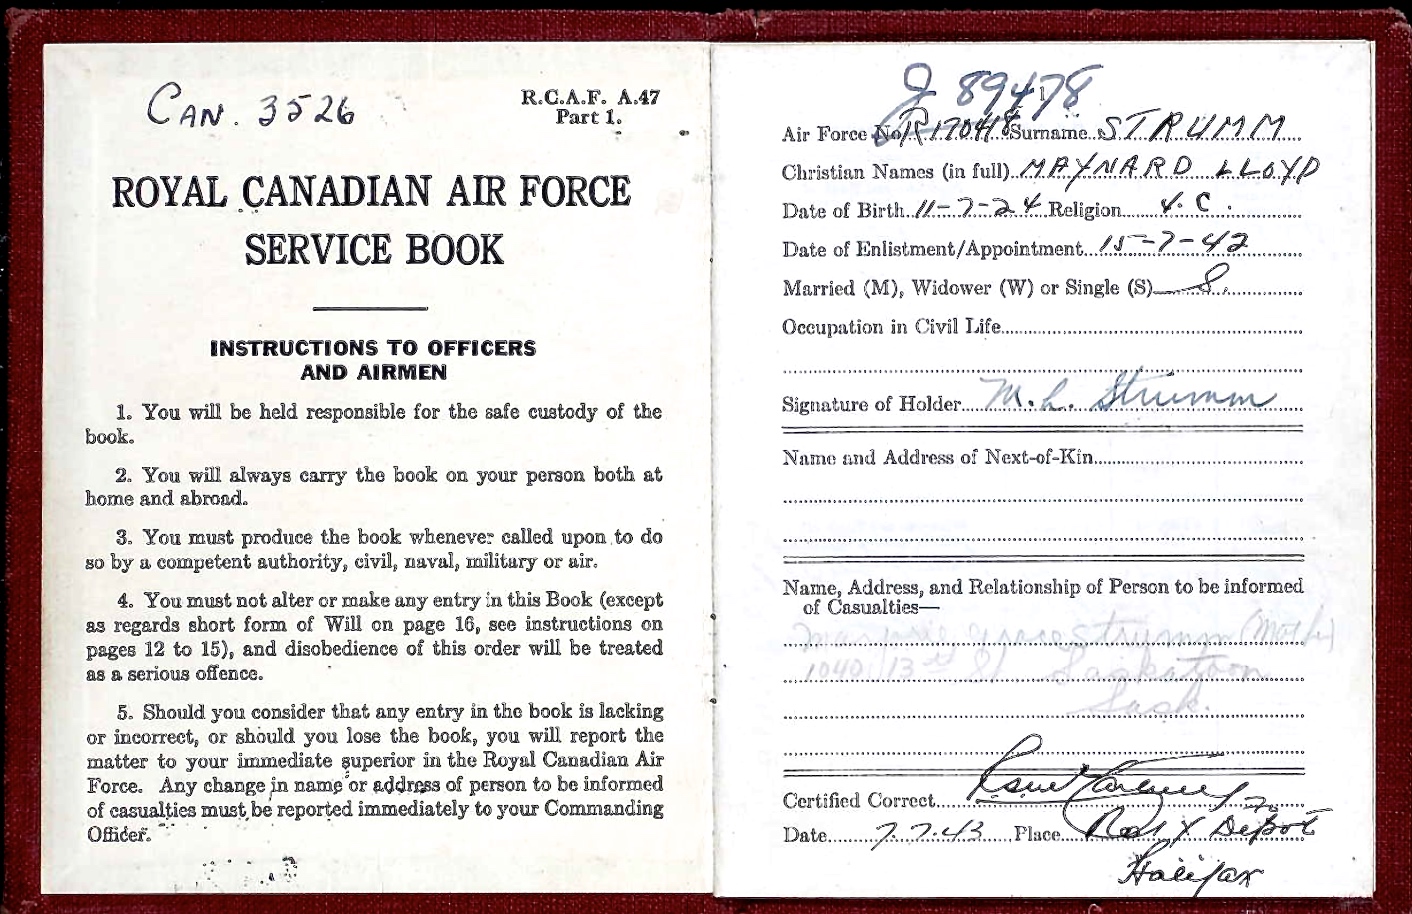 CAN. 3526
R.C.A.F. A.47
Part 1.
ROYAL CANADIAN AIR FORCE
SERVICE BOOK
INSTRUCTIONS TO OFFICERS
AND AIRMEN
1. You will be held responsible for the safe custody of the
book.
2. You will always carry the book on your person both at
home and abroad.
3. You must produce the book whenever called upon to do
so by a competent authority, civil, naval, military or air.
4. You must not alter or make any entry in this Book (except
as regards short form of Will on page 16, see instructions on
pages 12 to 15), and disobedience of this order will be treated
as a serious offence.
5. Should you consider that any entry in the book is lacking
or incorrect, or should you lose the book, you will report the
matter to your immediate superior in the Royal Canadian Air
Force. Any change in name or address of person to be informed
of casualties must be reported immediately to your Commanding
Officer.
J 89478
1
Air Force No. R 170418 Surname STRUMM
Christian Names (in full) MAYNARD LLOYD
Date of Birth 11-7-24 Religion C.
Date of Enlistment/Appointment 15-7-42
Married (M), Widower (W) or Single (S) S.
Occupation in Civil Life
Signature of Holder M. L. Strumm
Name and Address of Next-of-Kin
Name, Address, and Relationship of Person to be informed
of Casualties—
Grace Strumm (Mother)
1040 13th St Saskatoon
Sask.
Certified Correct
Date 7.7.43 Place Y Depot
Halifax